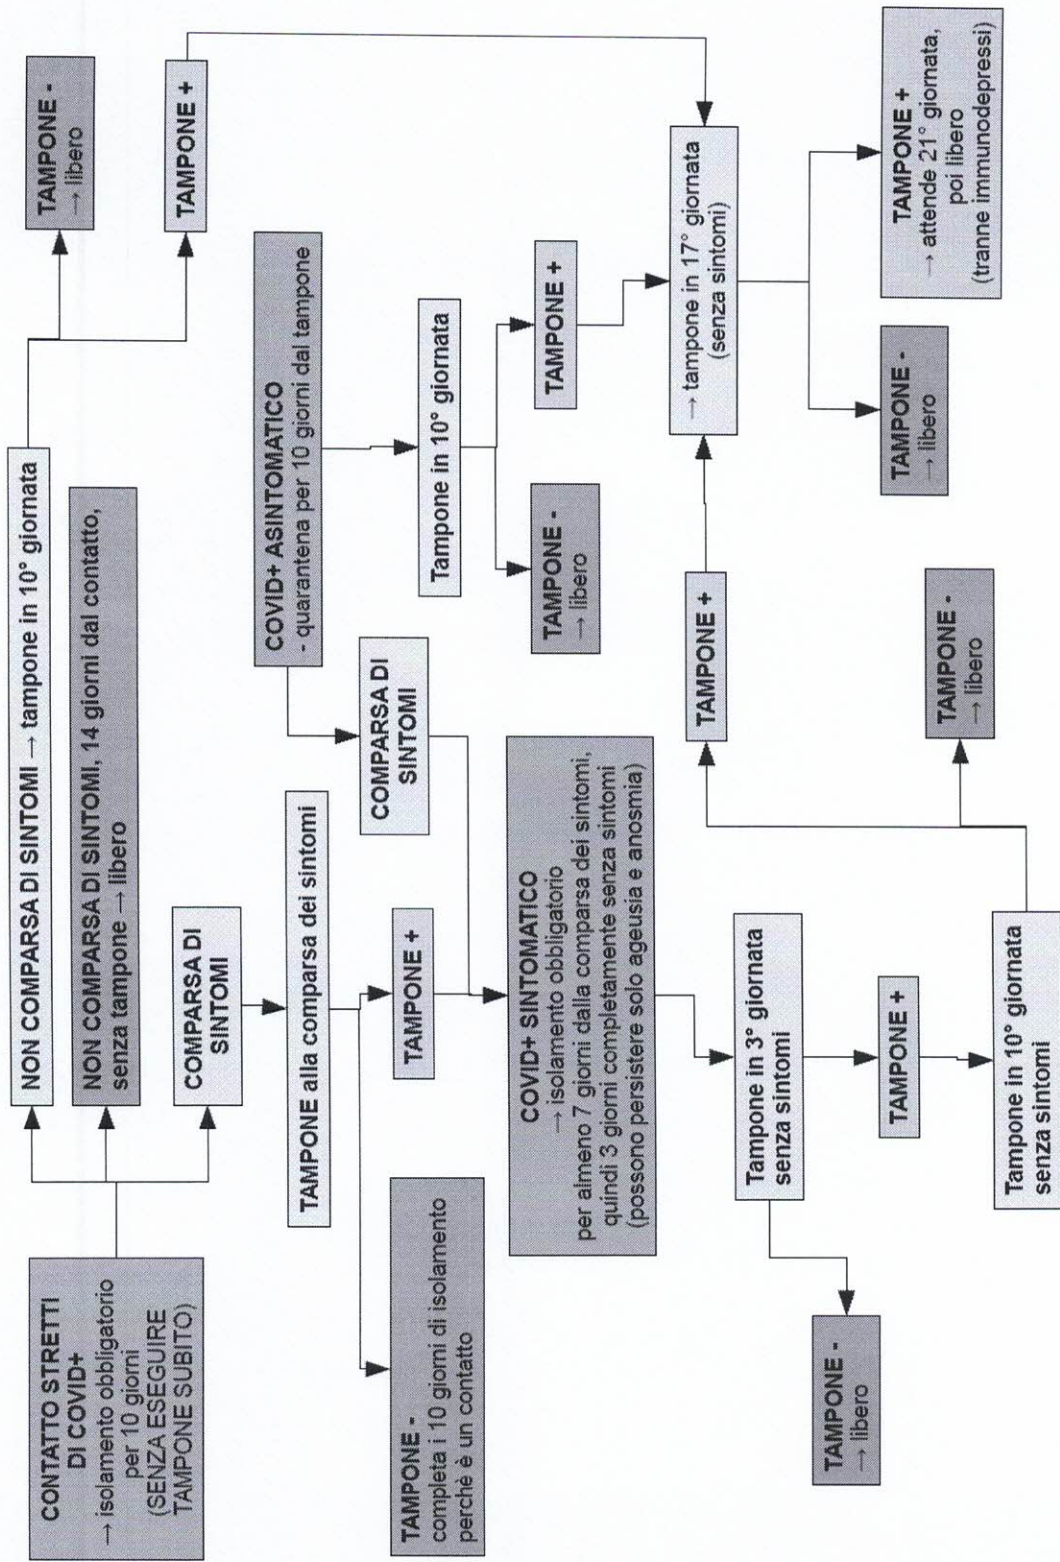 CONTATTO STRETTI
DI COVID+
→ isolamento obbligatorio
per 10 giorni
(SENZA ESEGUIRE
TAMPONE SUBITO)
NON COMPARSA DI SINTOMI → tampone in 10° giornata
NON COMPARSA DI SINTOMI, 14 giorni dal contatto,
senza tampone → libero
COMPARSA DI
SINTOMI
TAMPONE -
→ libero
TAMPONE +
TAMPONE alla comparsa dei sintomi
TAMPONE -
completa i 10 giorni di isolamento
perchè è un contatto
TAMPONE +
COVID+ ASINTOMATICO
- quarantena per 10 giorni dal tampone
COMPARSA DI
SINTOMI
Tampone in 10° giornata
TAMPONE -
→ libero
TAMPONE +
COVID+ SINTOMATICO
→ isolamento obbligatorio
per almeno 7 giorni dalla comparsa dei sintomi,
quindi 3 giorni completamente senza sintomi
(possono persistere solo ageusia e anosmia)
→ tampone in 17° giornata
(senza sintomi)
Tampone in 3° giornata
senza sintomi
TAMPONE +
TAMPONE -
→ libero
TAMPONE +
→ attende 21° giornata,
poi libero
(tranne immunodepressi)
TAMPONE -
→ libero
TAMPONE +
TAMPONE -
→ libero
Tampone in 10° giornata
senza sintomi